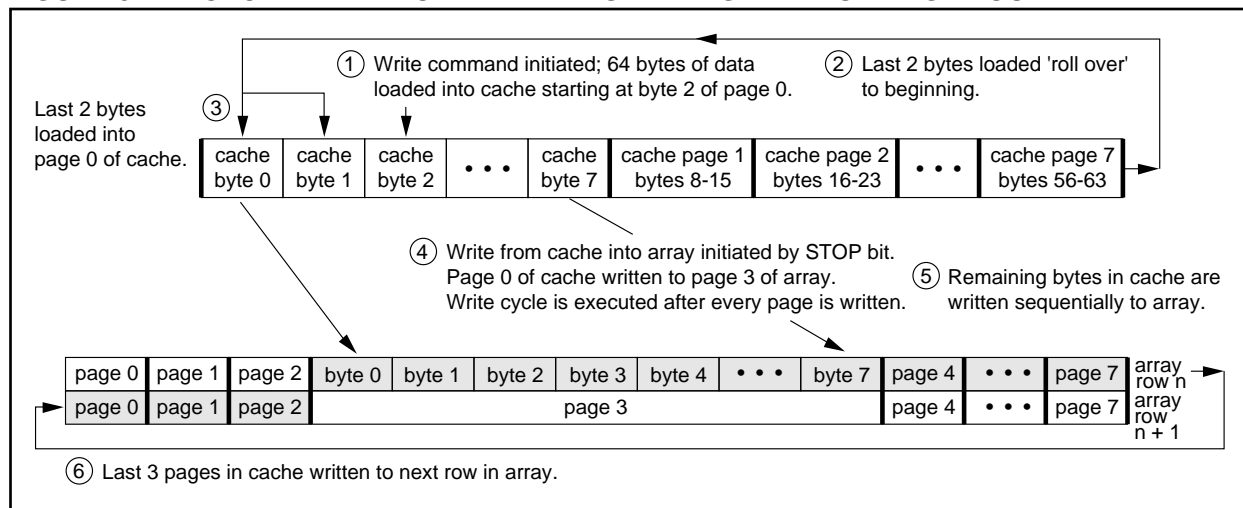 ① Write command initiated; 64 bytes of data
loaded into cache starting at byte 2 of page 0.
② Last 2 bytes loaded 'roll over'
to beginning.
③
Last 2 bytes
loaded into
page 0 of cache.
cache byte 0 cache byte 1 cache byte 2 • • • cache byte 7 cache page 1 bytes 8-15 cache page 2 bytes 16-23 • • • cache page 7 bytes 56-63
④ Write from cache into array initiated by STOP bit.
Page 0 of cache written to page 3 of array.
Write cycle is executed after every page is written.
⑤ Remaining bytes in cache are
written sequentially to array.
page 0 page 1 page 2 byte 0 byte 1 byte 2 byte 3 byte 4 • • • byte 7 page 4 • • • page 7 array row n
page 0 page 1 page 2 page 3 page 4 • • • page 7 array row n + 1
⑥ Last 3 pages in cache written to next row in array.